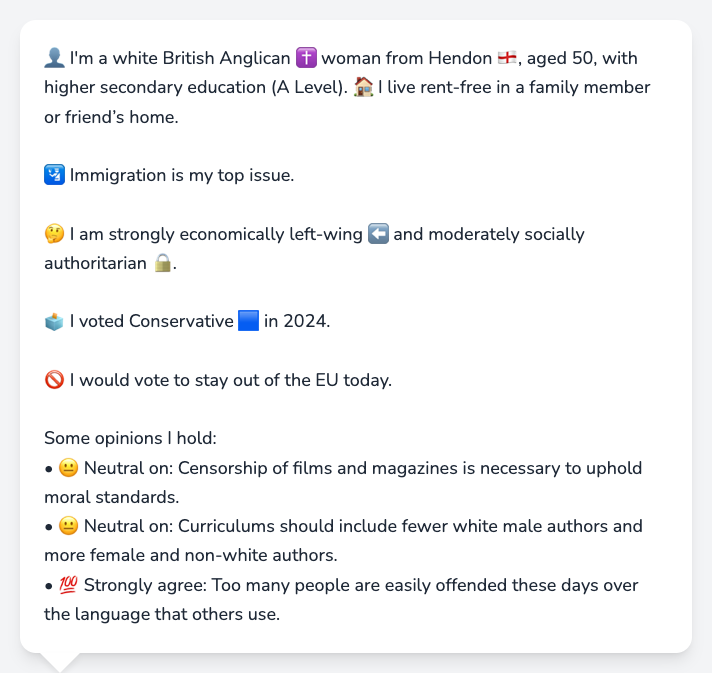 👤 I'm a white British Anglican ✝️ woman from Hendon 🏴󠁧󠁢󠁥󠁮󠁧󠁿, aged 50, with
higher secondary education (A Level). 🏠 I live rent-free in a family member
or friend’s home.
🛂 Immigration is my top issue.
🤔 I am strongly economically left-wing ⬅️ and moderately socially
authoritarian 🔒.
🗳️ I voted Conservative 🟦 in 2024.
🚫 I would vote to stay out of the EU today.
Some opinions I hold:
• 😐 Neutral on: Censorship of films and magazines is necessary to uphold
moral standards.
• 😐 Neutral on: Curriculums should include fewer white male authors and
more female and non-white authors.
• 💯 Strongly agree: Too many people are easily offended these days over
the language that others use.